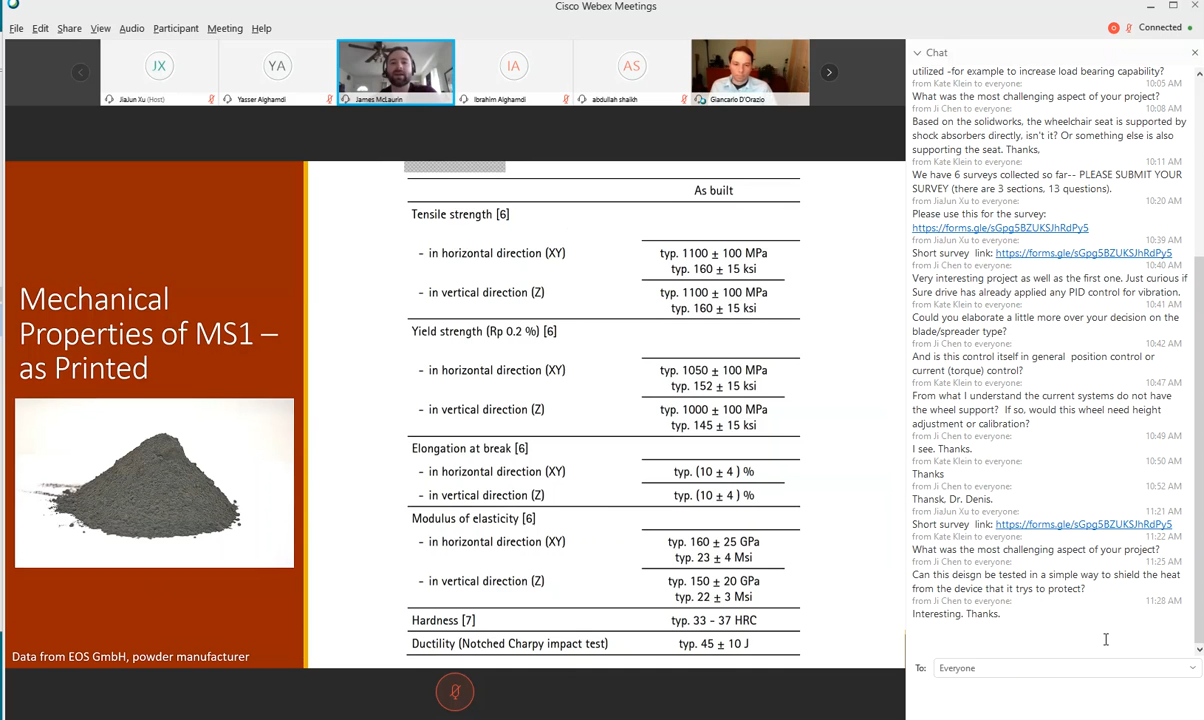 Cisco Webex Meetings
File Edit Share View Audio Participant Meeting Help
Connected
JX
YA
IA
AS
JiaJun Xu (Host)
Yasser Alghamdi
James McLaurin
Ibrahim Alghamdi
abdullah shaikh
Giancarlo D'Orazio
Mechanical
Properties of MS1 –
as Printed
Data from EOS GmbH, powder manufacturer
As built
Tensile strength [6]
- in horizontal direction (XY) typ. 1100 ± 100 MPa
typ. 160 ± 15 ksi
- in vertical direction (Z) typ. 1100 ± 100 MPa
typ. 160 ± 15 ksi
Yield strength (Rp 0.2 %) [6]
- in horizontal direction (XY) typ. 1050 ± 100 MPa
typ. 152 ± 15 ksi
- in vertical direction (Z) typ. 1000 ± 100 MPa
typ. 145 ± 15 ksi
Elongation at break [6]
- in horizontal direction (XY) typ. (10 ± 4 ) %
- in vertical direction (Z) typ. (10 ± 4 ) %
Modulus of elasticity [6]
- in horizontal direction (XY) typ. 160 ± 25 GPa
typ. 23 ± 4 Msi
- in vertical direction (Z) typ. 150 ± 20 GPa
typ. 22 ± 3 Msi
Hardness [7] typ. 33 - 37 HRC
Ductility (Notched Charpy impact test) typ. 45 ± 10 J
Chat
utilized -for example to increase load bearing capability?
from Kate Klein to everyone: 10:05 AM
What was the most challenging aspect of your project?
from Ji Chen to everyone: 10:08 AM
Based on the solidworks, the wheelchair seat is supported by
shock absorbers directly, isn't it? Or something else is also
supporting the seat. Thanks,
from Kate Klein to everyone: 10:11 AM
We have 6 surveys collected so far-- PLEASE SUBMIT YOUR
SURVEY (there are 3 sections, 13 questions).
from JiaJun Xu to everyone: 10:20 AM
Please use this for the survey:
https://forms.gle/sGpg5BZUKSJhRdPy5
from JiaJun Xu to everyone: 10:39 AM
Short survey link: https://forms.gle/sGpg5BZUKSJhRdPy5
from Ji Chen to everyone: 10:40 AM
Very interesting project as well as the first one. Just curious if
Sure drive has already applied any PID control for vibration.
from Kate Klein to everyone: 10:41 AM
Could you elaborate a little more over your decision on the
blade/spreader type?
from Ji Chen to everyone: 10:42 AM
And is this control itself in general position control or
current (torque) control?
from Kate Klein to everyone: 10:47 AM
From what I understand the current systems do not have
the wheel support? If so, would this wheel need height
adjustment or calibration?
from Ji Chen to everyone: 10:49 AM
I see. Thanks.
from Kate Klein to everyone: 10:50 AM
Thanks
from Ji Chen to everyone: 10:52 AM
Thansk, Dr. Denis.
from JiaJun Xu to everyone: 11:21 AM
Short survey link: https://forms.gle/sGpg5BZUKSJhRdPy5
from Kate Klein to everyone: 11:22 AM
What was the most challenging aspect of your project?
from Ji Chen to everyone: 11:25 AM
Can this deisgn be tested in a simple way to shield the heat
from the device that it trys to protect?
from Ji Chen to everyone: 11:28 AM
Interesting. Thanks.
To: Everyone